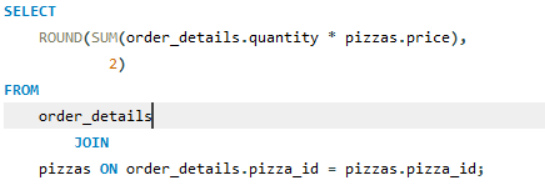 SELECT
ROUND(SUM(order_details.quantity * pizzas.price),
2)
FROM
order_details
JOIN
pizzas ON order_details.pizza_id = pizzas.pizza_id;